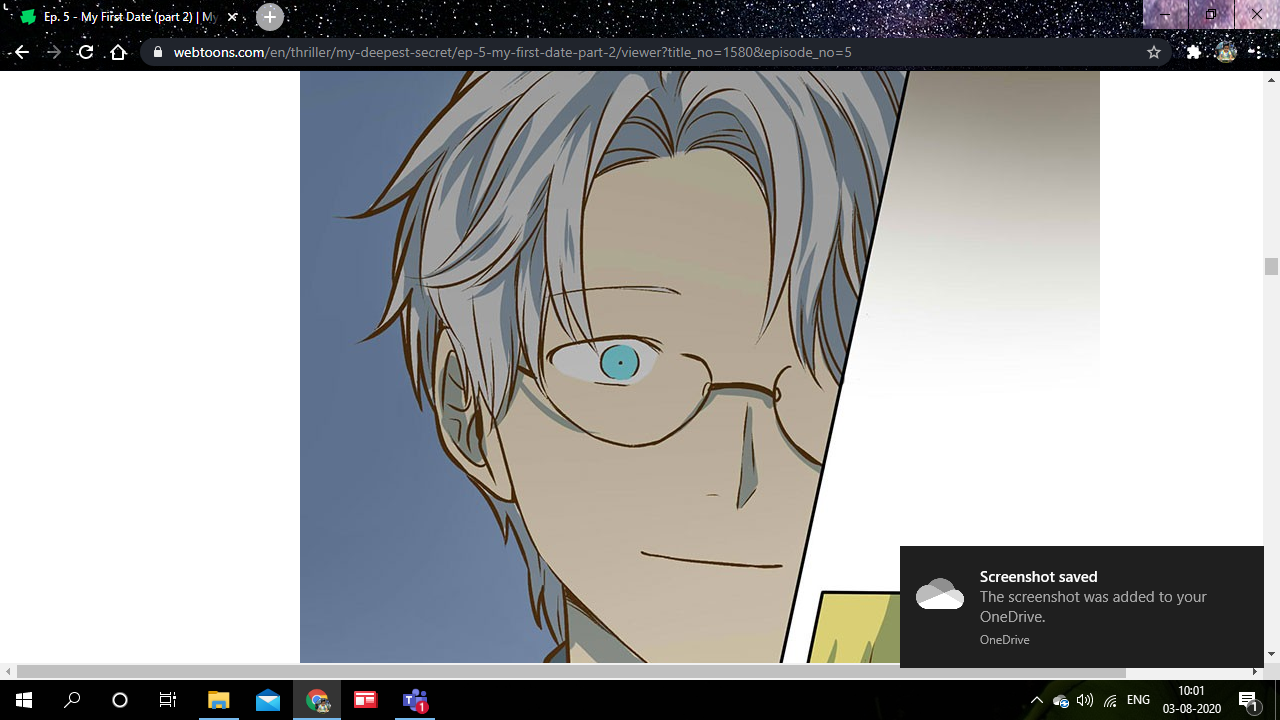 Ep. 5 - My First Date (part 2) | My
webtoons.com/en/thriller/my-deepest-secret/ep-5-my-first-date-part-2/viewer?title_no=1580&episode_no=5
Screenshot saved
The screenshot was added to your
OneDrive.
OneDrive
1
ENG
10:01
03-08-2020
1